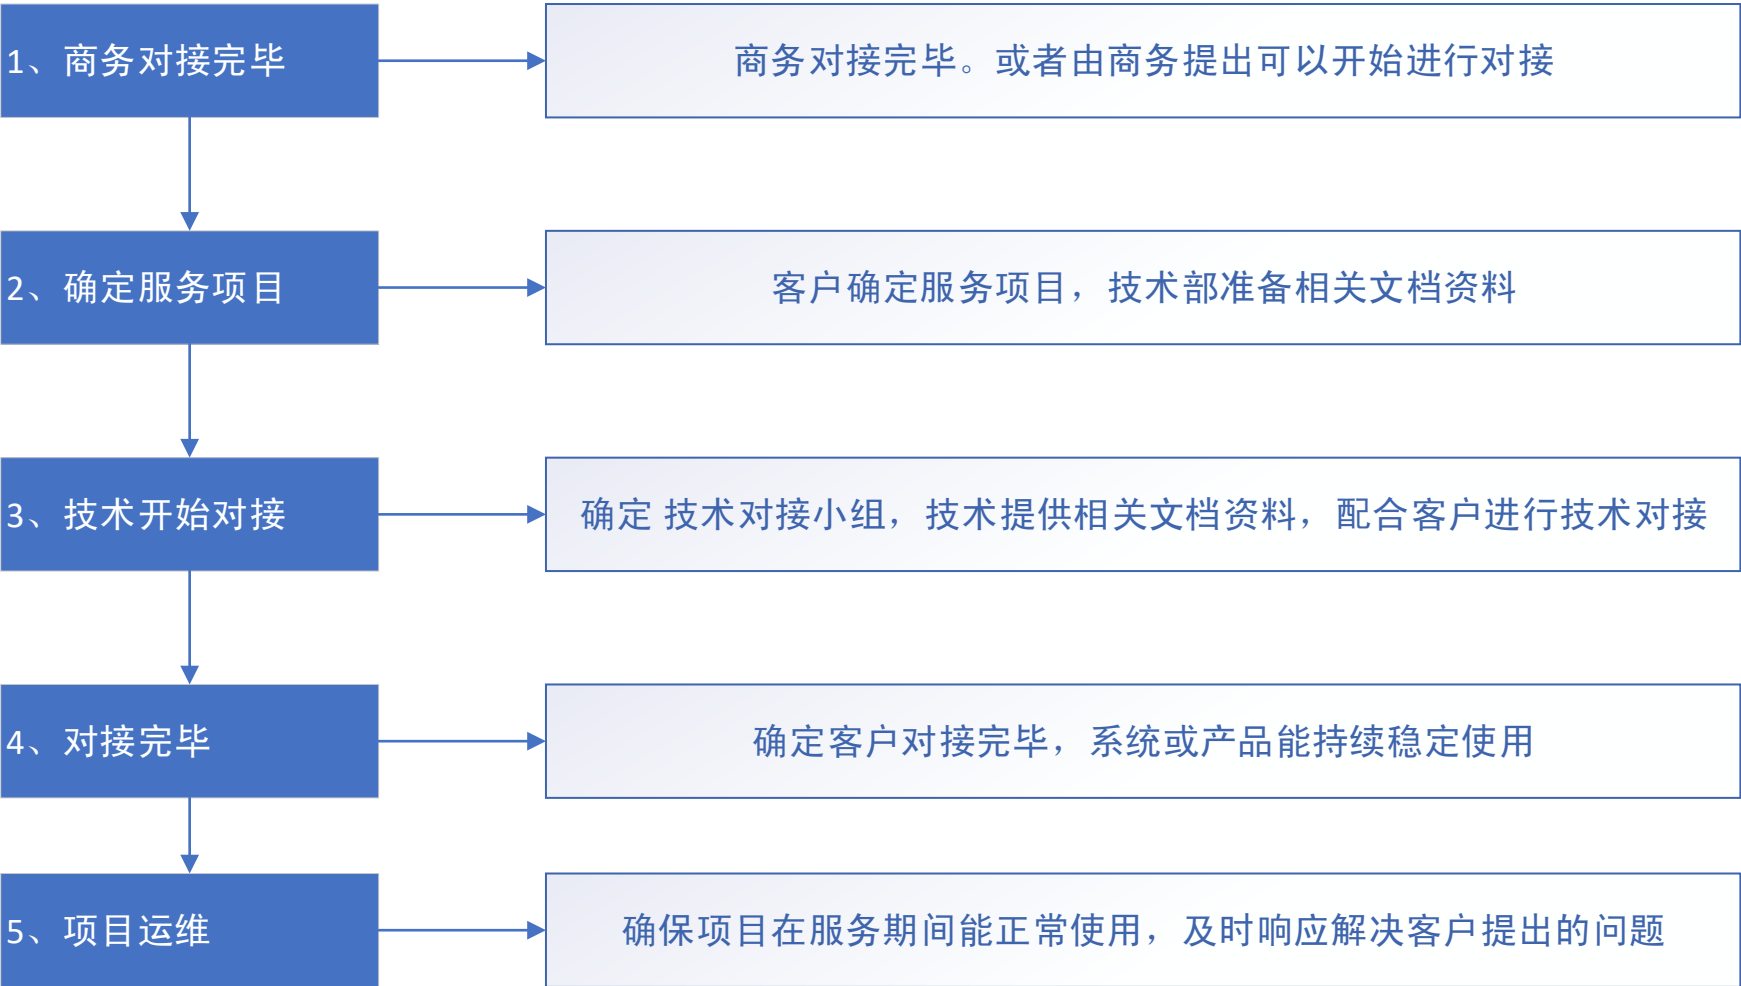 1、商务对接完毕
商务对接完毕。或者由商务提出可以开始进行对接
2、确定服务项目
客户确定服务项目，技术部准备相关文档资料
3、技术开始对接
确定 技术对接小组，技术提供相关文档资料，配合客户进行技术对接
4、对接完毕
确定客户对接完毕，系统或产品能持续稳定使用
5、项目运维
确保项目在服务期间能正常使用，及时响应解决客户提出的问题